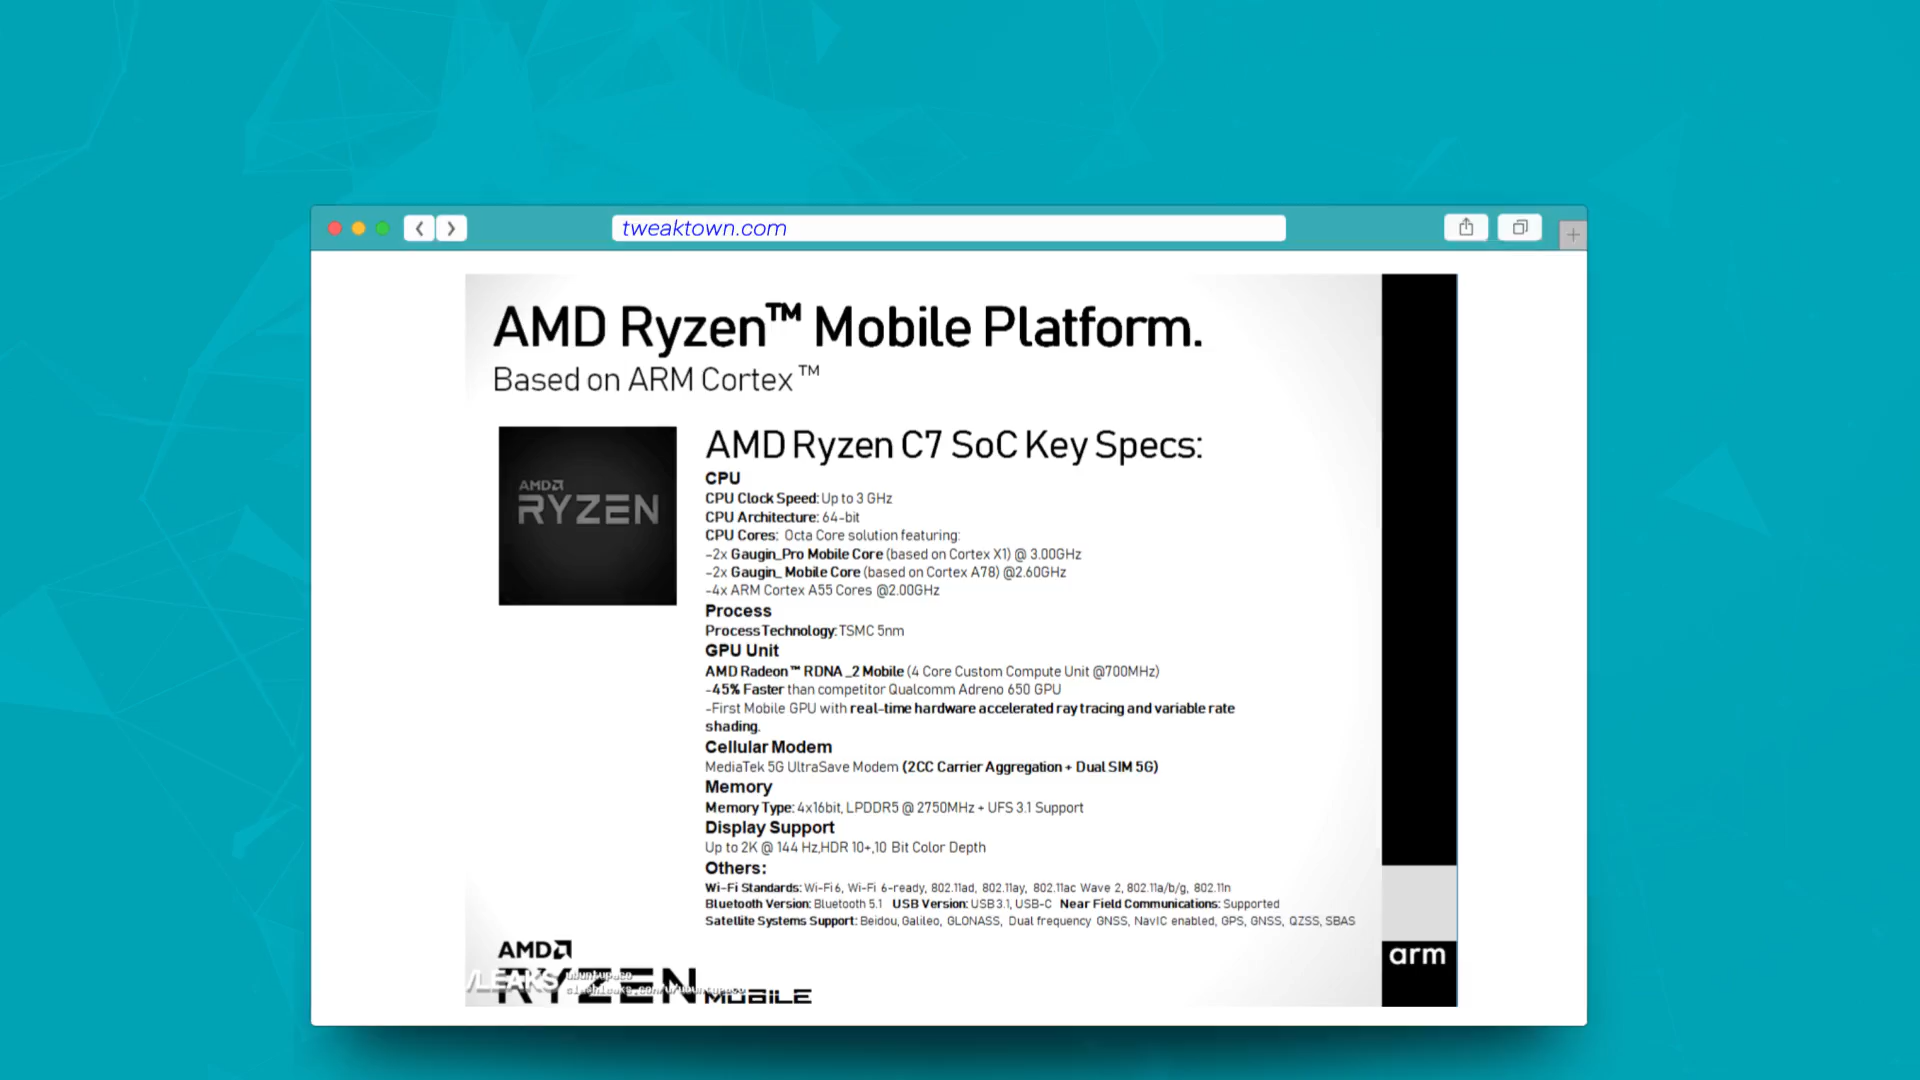 tweaktown.com
AMD Ryzen™ Mobile Platform.
Based on ARM Cortex™
AMD Ryzen C7 SoC Key Specs:
CPU
CPU Clock Speed: Up to 3 GHz
CPU Architecture: 64-bit
CPU Cores: Octa Core solution featuring:
-2x Gaugin_Pro Mobile Core (based on Cortex X1) @ 3.00GHz
-2x Gaugin_ Mobile Core (based on Cortex A78) @2.60GHz
-4x ARM Cortex A55 Cores @2.00GHz
AMD
RYZEN
Process
Process Technology: TSMC 5nm
GPU Unit
AMD Radeon™ RDNA _2 Mobile (4 Core Custom Compute Unit @700MHz)
-45% Faster than competitor Qualcomm Adreno 650 GPU
-First Mobile GPU with real-time hardware accelerated ray tracing and variable rate
shading.
Cellular Modem
MediaTek 5G UltraSave Modem (2CC Carrier Aggregation + Dual SIM 5G)
Memory
Memory Type: 4x16bit, LPDDR5 @ 2750MHz + UFS 3.1 Support
Display Support
Up to 2K @ 144 Hz,HDR 10+,10 Bit Color Depth
Others:
Wi-Fi Standards: Wi-Fi 6, Wi-Fi 6-ready, 802.11ad, 802.11ay, 802.11ac Wave 2, 802.11a/b/g, 802.11n
Bluetooth Version: Bluetooth 5.1 USB Version: USB 3.1, USB-C Near Field Communications: Supported
Satellite Systems Support: Beidou, Galileo, GLONASS, Dual frequency GNSS, NavIC enabled, GPS, GNSS, QZSS, SBAS
AMD
RYZEN MOBILE
/LEAKS
arm